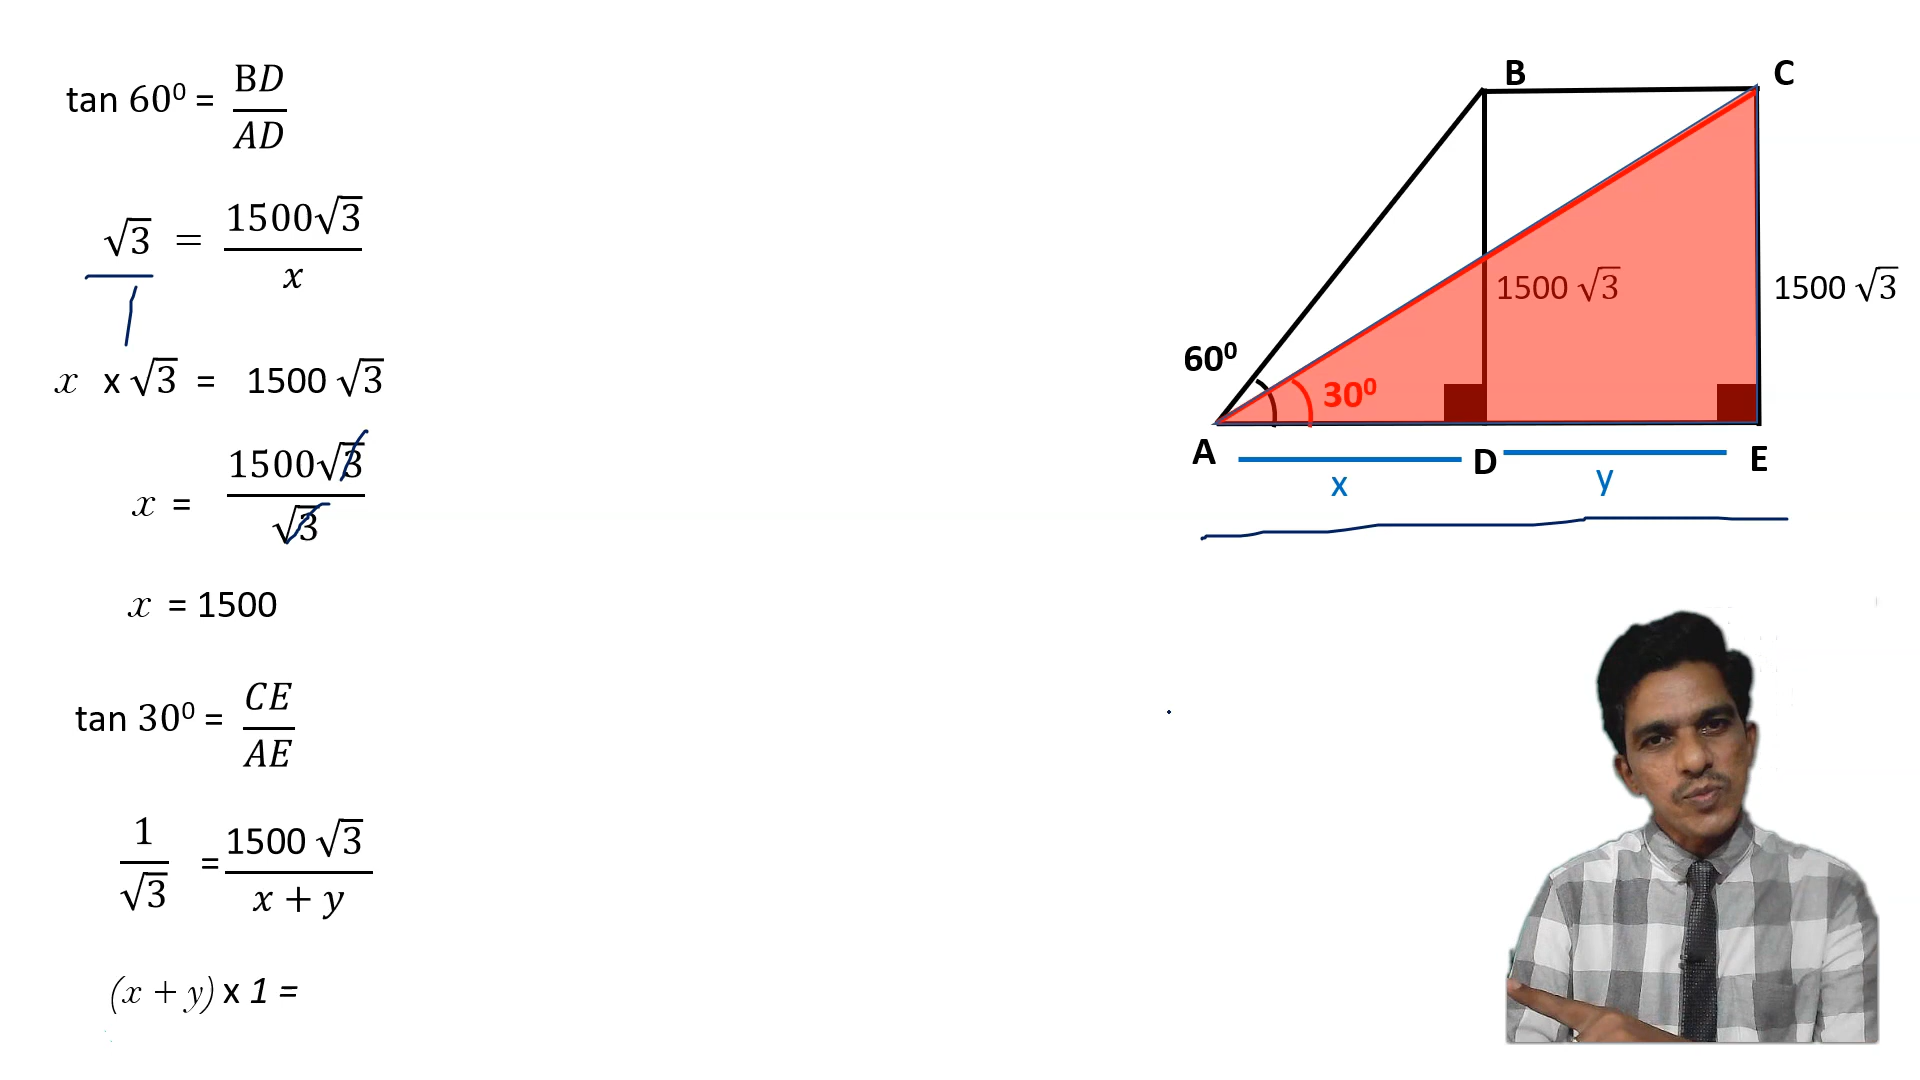 tan 60⁰ = BD/AD
√3 = 1500√3/x
1
x x √3 = 1500 √3
x = 1500√3/√3
x = 1500
tan 30⁰ = CE/AE
1/√3 = 1500 √3/x + y
(x + y) x 1 =
B C
1500 √3 1500 √3
60⁰
30⁰
A D E
x y